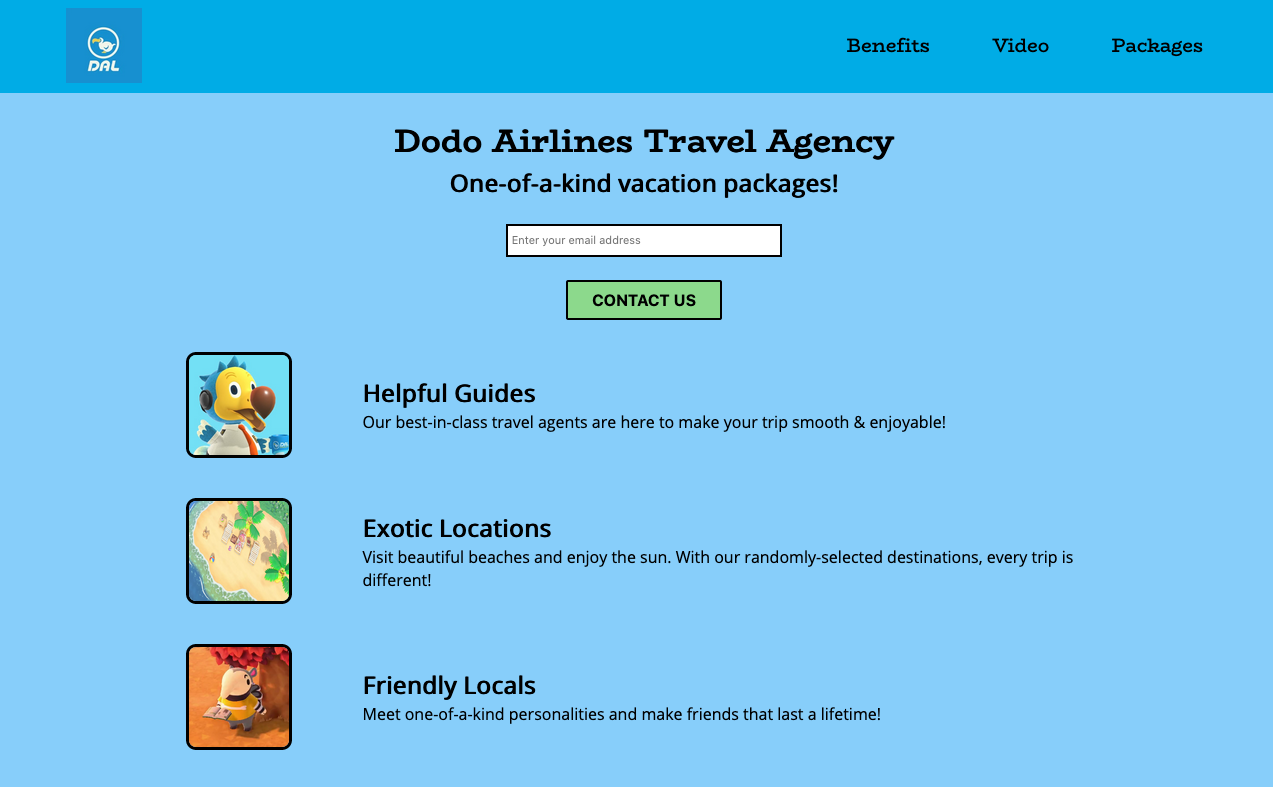 DAL
Benefits Video Packages
Dodo Airlines Travel Agency
One-of-a-kind vacation packages!
Enter your email address
CONTACT US
Helpful Guides
Our best-in-class travel agents are here to make your trip smooth & enjoyable!
Exotic Locations
Visit beautiful beaches and enjoy the sun. With our randomly-selected destinations, every trip is
different!
Friendly Locals
Meet one-of-a-kind personalities and make friends that last a lifetime!